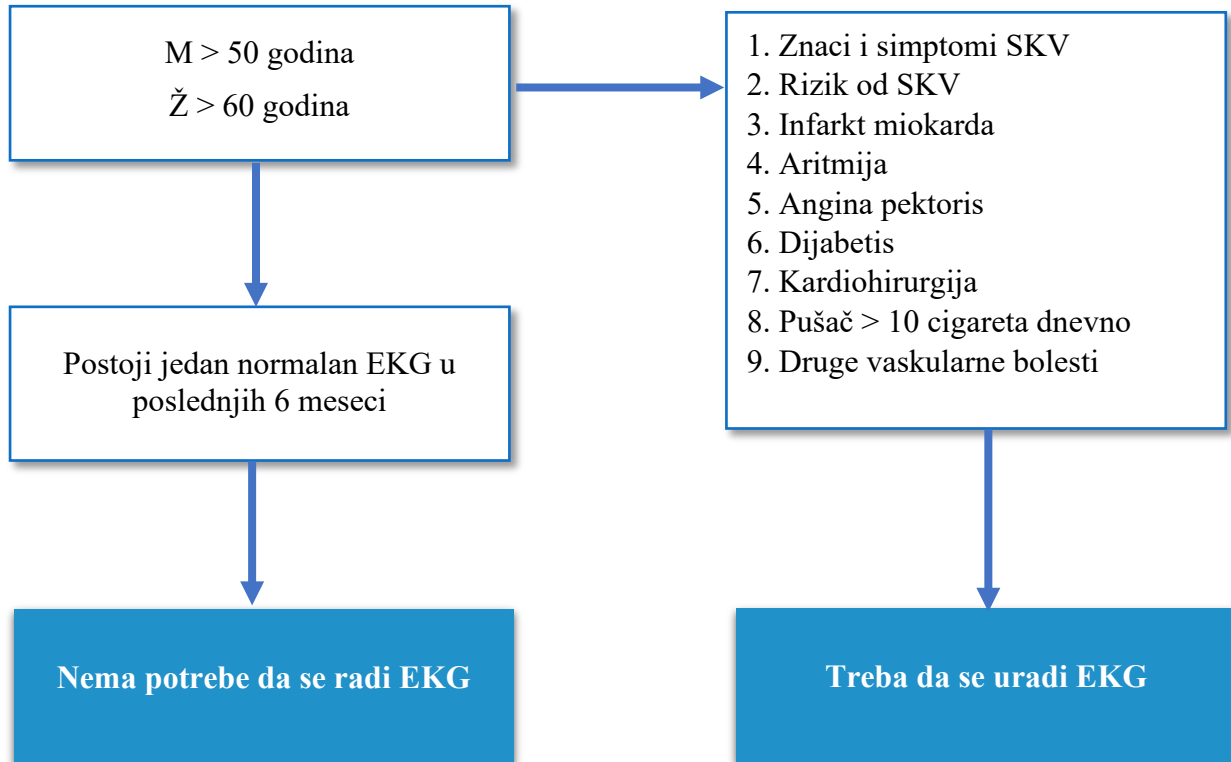 M > 50 godina
Ž > 60 godina
1. Znaci i simptomi SKV
2. Rizik od SKV
3. Infarkt miokarda
4. Aritmija
5. Angina pektoris
6. Dijabetis
7. Kardiohirurgija
8. Pušač > 10 cigareta dnevno
9. Druge vaskularne bolesti
Postoji jedan normalan EKG u
poslednjih 6 meseci
Nema potrebe da se radi EKG
Treba da se uradi EKG